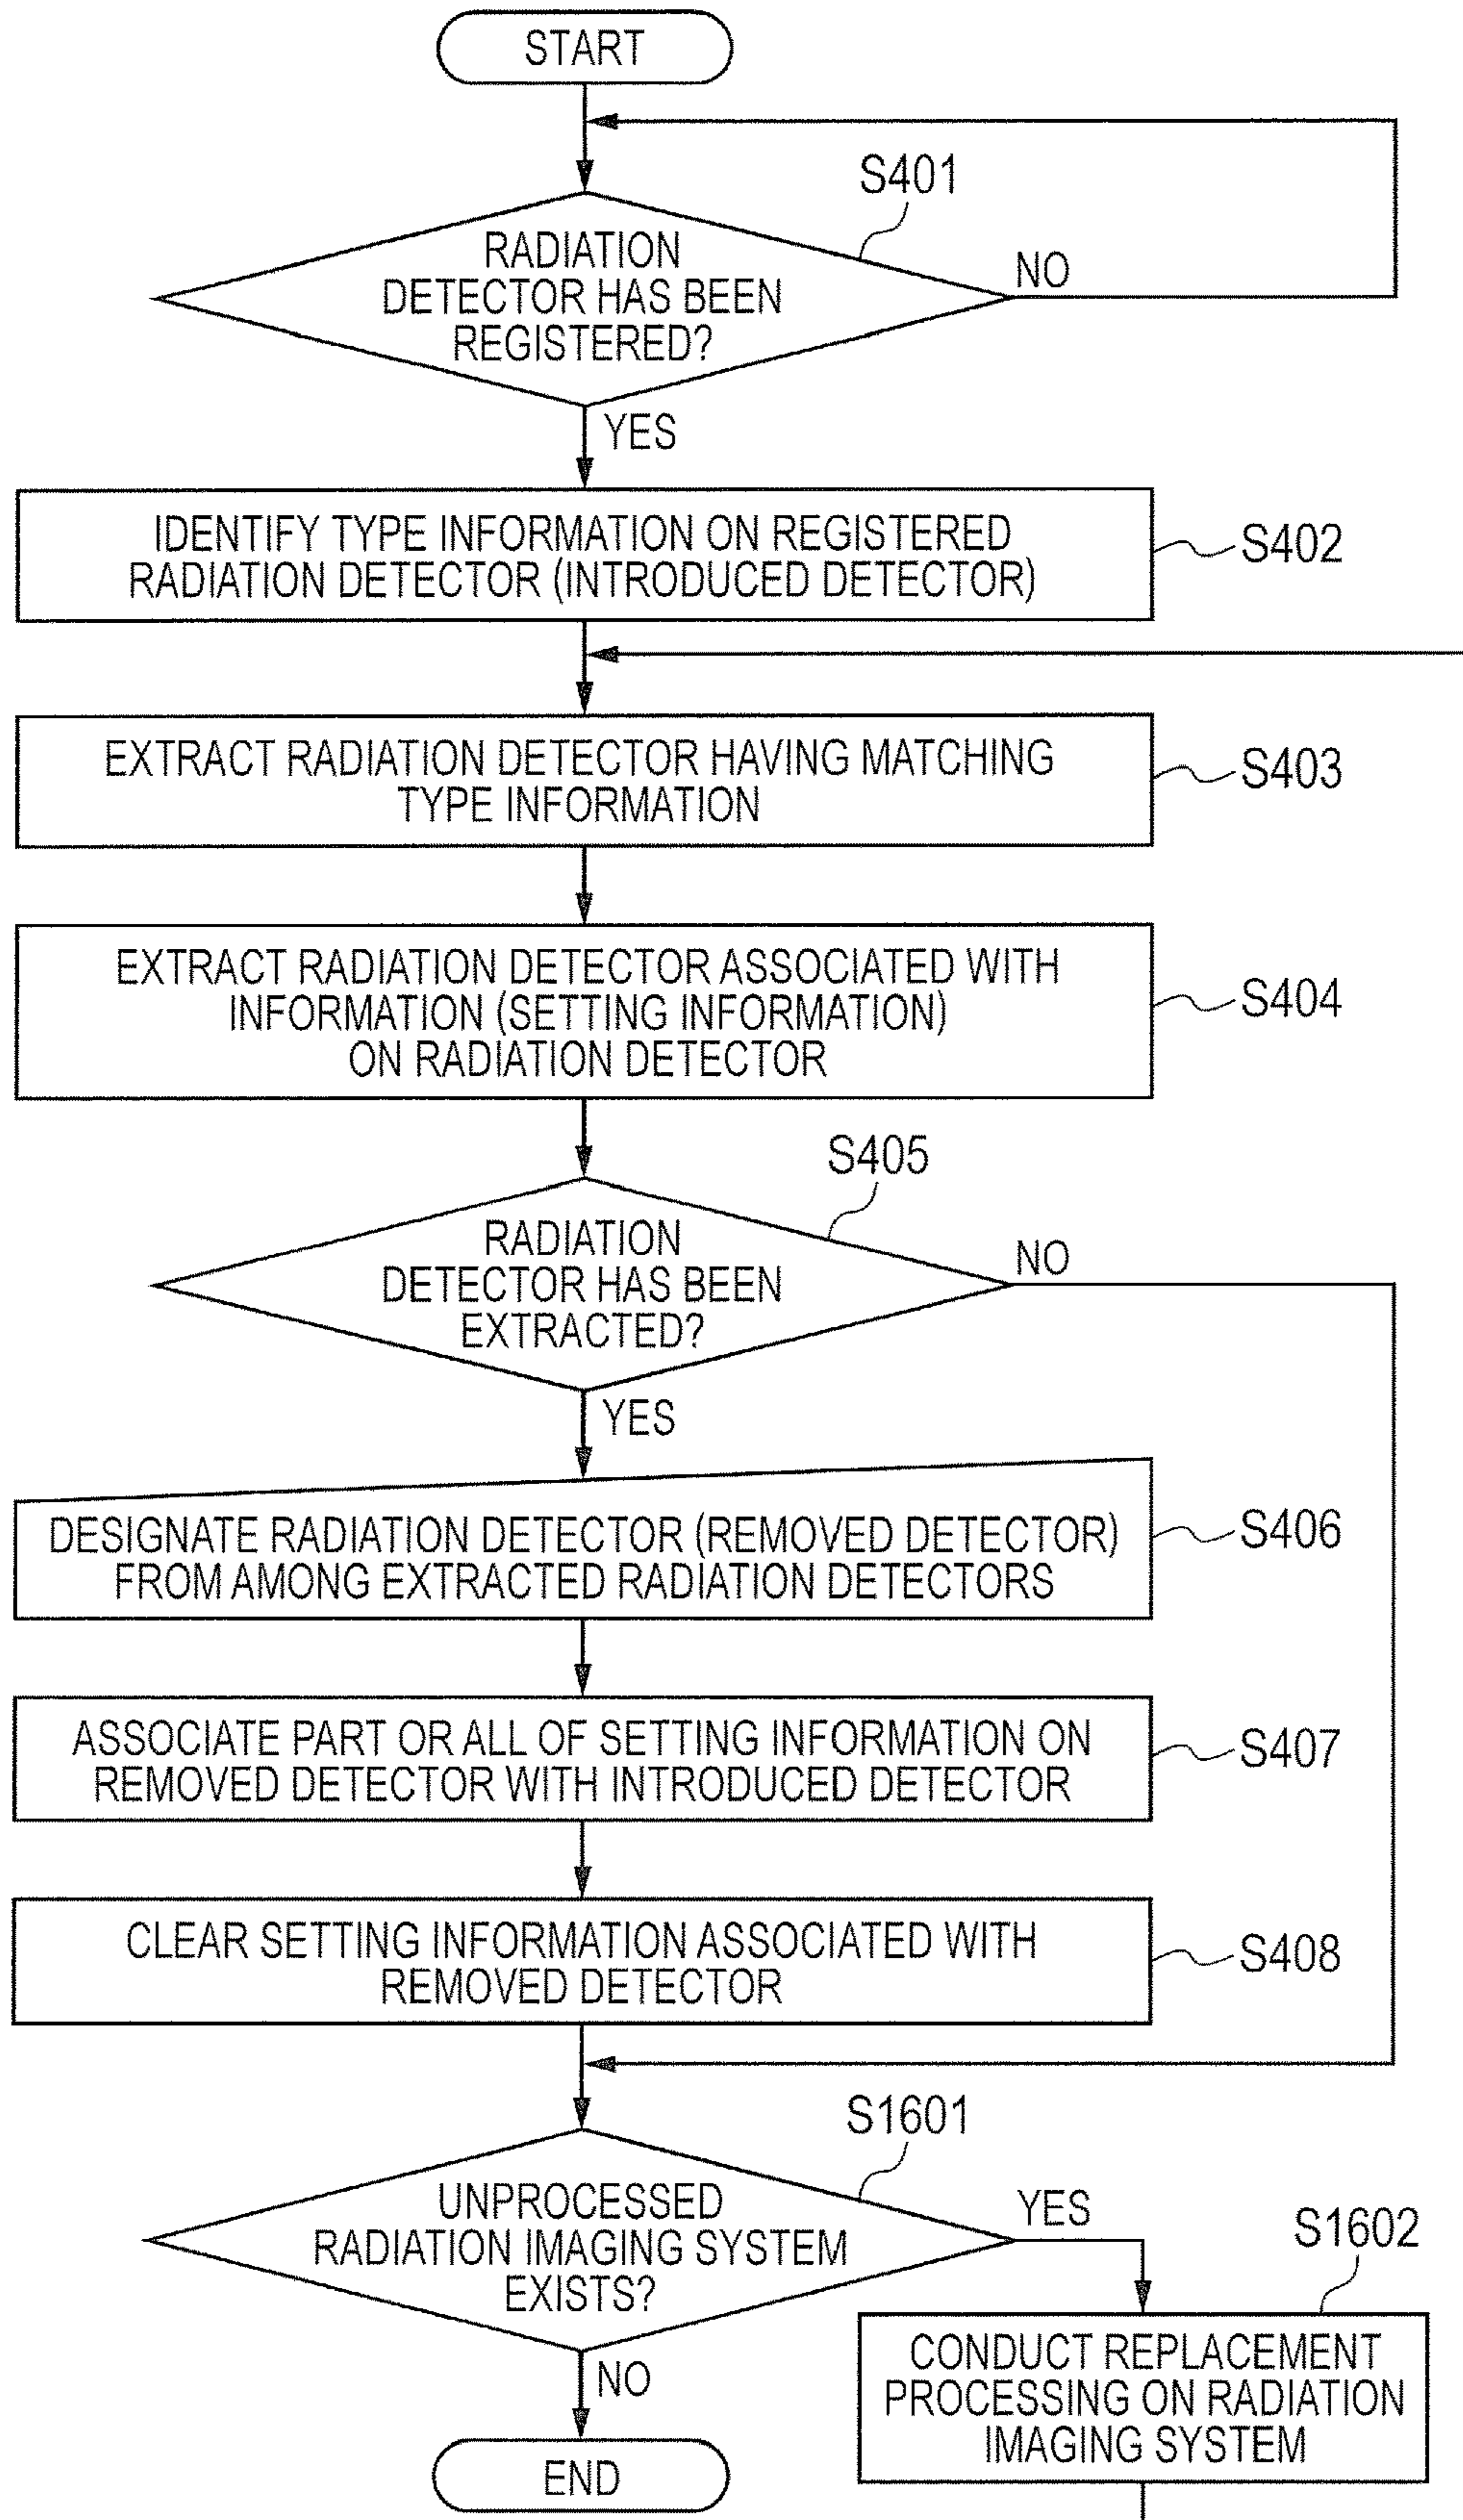 START
S401
RADIATION
DETECTOR HAS BEEN
REGISTERED?
NO
YES
IDENTIFY TYPE INFORMATION ON REGISTERED
RADIATION DETECTOR (INTRODUCED DETECTOR)
S402
EXTRACT RADIATION DETECTOR HAVING MATCHING
TYPE INFORMATION
S403
EXTRACT RADIATION DETECTOR ASSOCIATED WITH
INFORMATION (SETTING INFORMATION)
ON RADIATION DETECTOR
S404
S405
RADIATION
DETECTOR HAS BEEN
EXTRACTED?
NO
YES
DESIGNATE RADIATION DETECTOR (REMOVED DETECTOR)
FROM AMONG EXTRACTED RADIATION DETECTORS
S406
ASSOCIATE PART OR ALL OF SETTING INFORMATION ON
REMOVED DETECTOR WITH INTRODUCED DETECTOR
S407
CLEAR SETTING INFORMATION ASSOCIATED WITH
REMOVED DETECTOR
S408
S1601
UNPROCESSED
RADIATION IMAGING SYSTEM
EXISTS?
YES
S1602
NO
CONDUCT REPLACEMENT
PROCESSING ON RADIATION
IMAGING SYSTEM
END